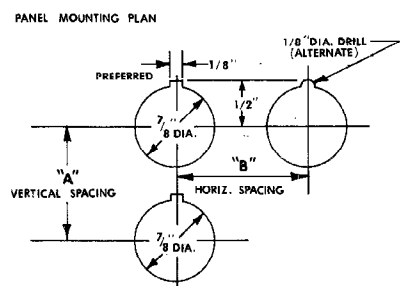 PANEL MOUNTING PLAN
1/8" DIA. DRILL
(ALTERNATE)
1/8"
PREFERRED
1/2"
7/8" DIA.
"A"
VERTICAL SPACING
"B"
HORIZ. SPACING
7/8" DIA.